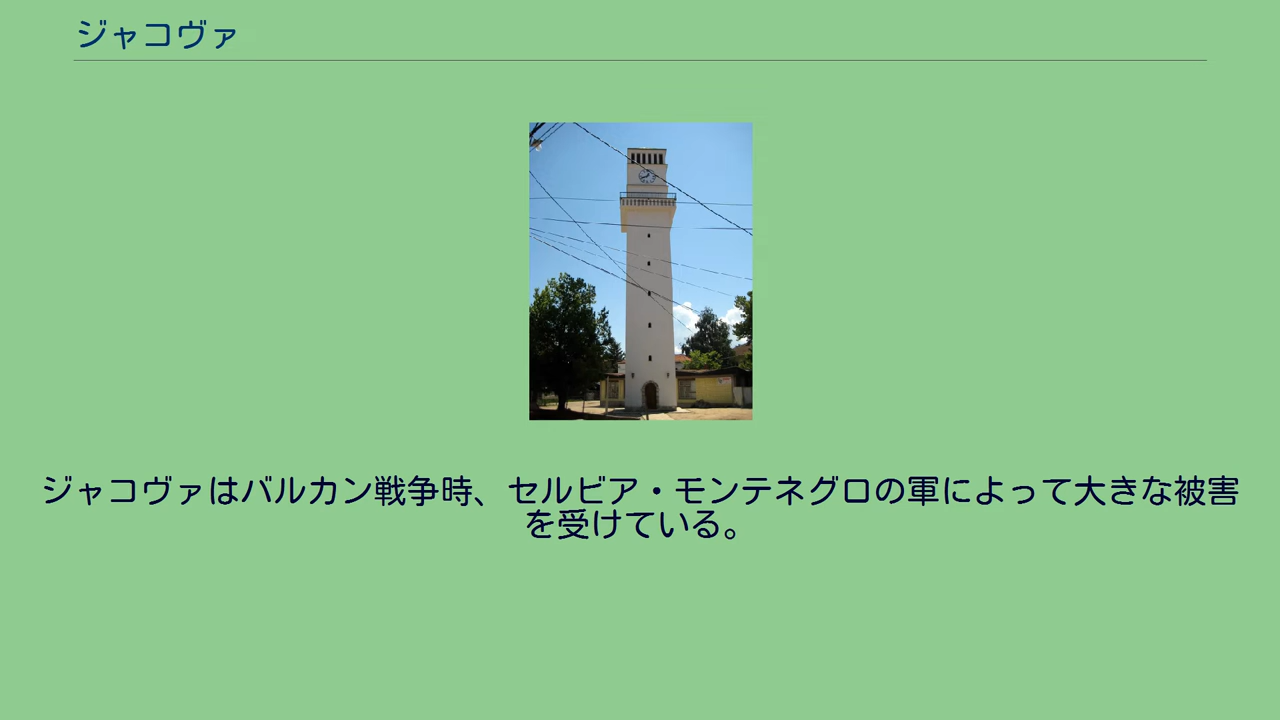 ジャコヴァ
ジャコヴァはバルカン戦争時、セルビア・モンテネグロの軍によって大きな被害
を受けている。